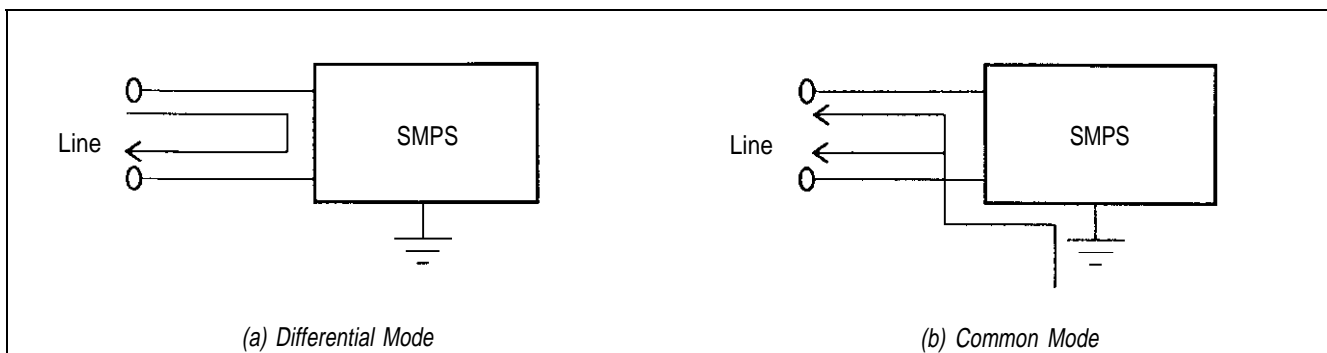 Line
SMPS
(a) Differential Mode
Line
SMPS
(b) Common Mode